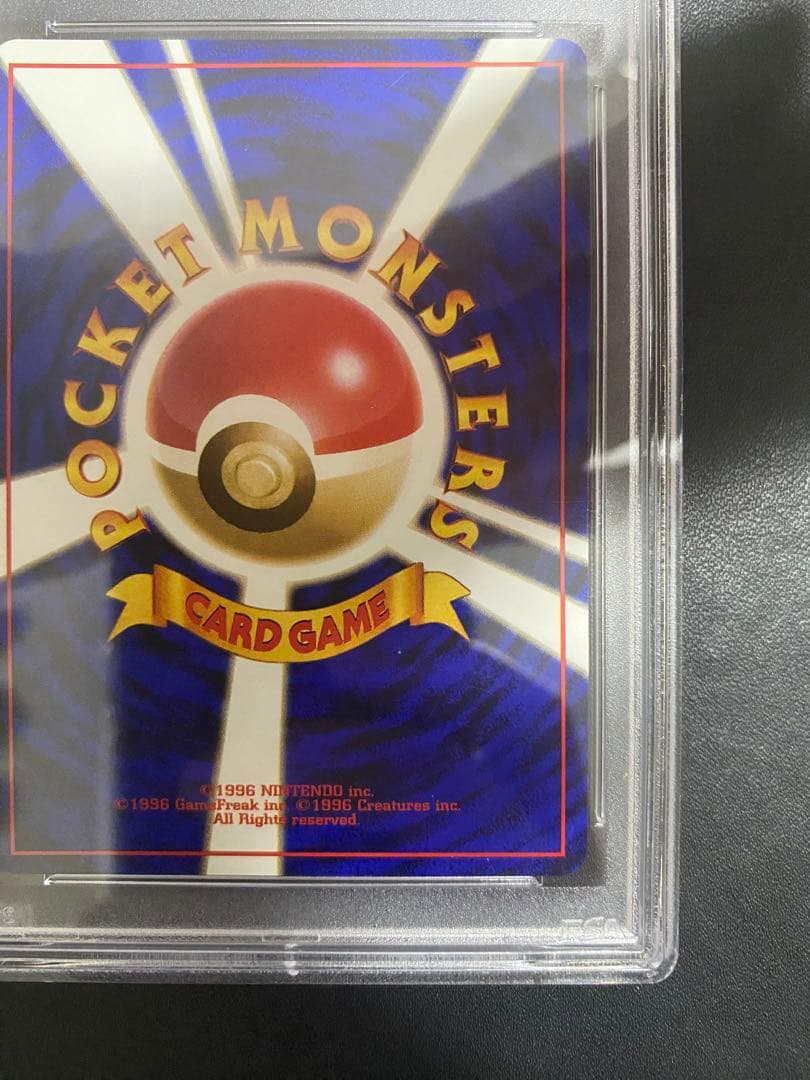 POCKET MONSTERS
CARD GAME
©1996 NINTENDO inc.
©1996 GameFreak inc. ©1996 Creatures inc.
All Rights reserved.